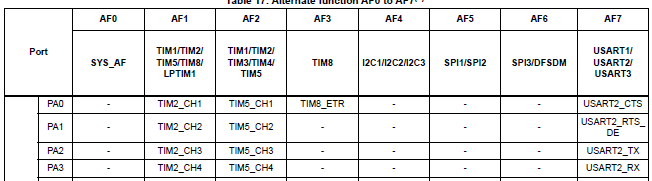 Table 17. Alternate function AF0 to AF7
AF0 AF1 AF2 AF3 AF4 AF5 AF6 AF7
Port SYS_AF TIM1/TIM2/ TIM5/TIM8/ LPTIM1 TIM1/TIM2/ TIM3/TIM4/ TIM5 TIM8 I2C1/I2C2/I2C3 SPI1/SPI2 SPI3/DFSDM USART1/ USART2/ USART3
PA0 - TIM2_CH1 TIM5_CH1 TIM8_ETR - - - USART2_CTS
PA1 - TIM2_CH2 TIM5_CH2 - - - - USART2_RTS_ DE
PA2 - TIM2_CH3 TIM5_CH3 - - - - USART2_TX
PA3 - TIM2_CH4 TIM5_CH4 - - - - USART2_RX